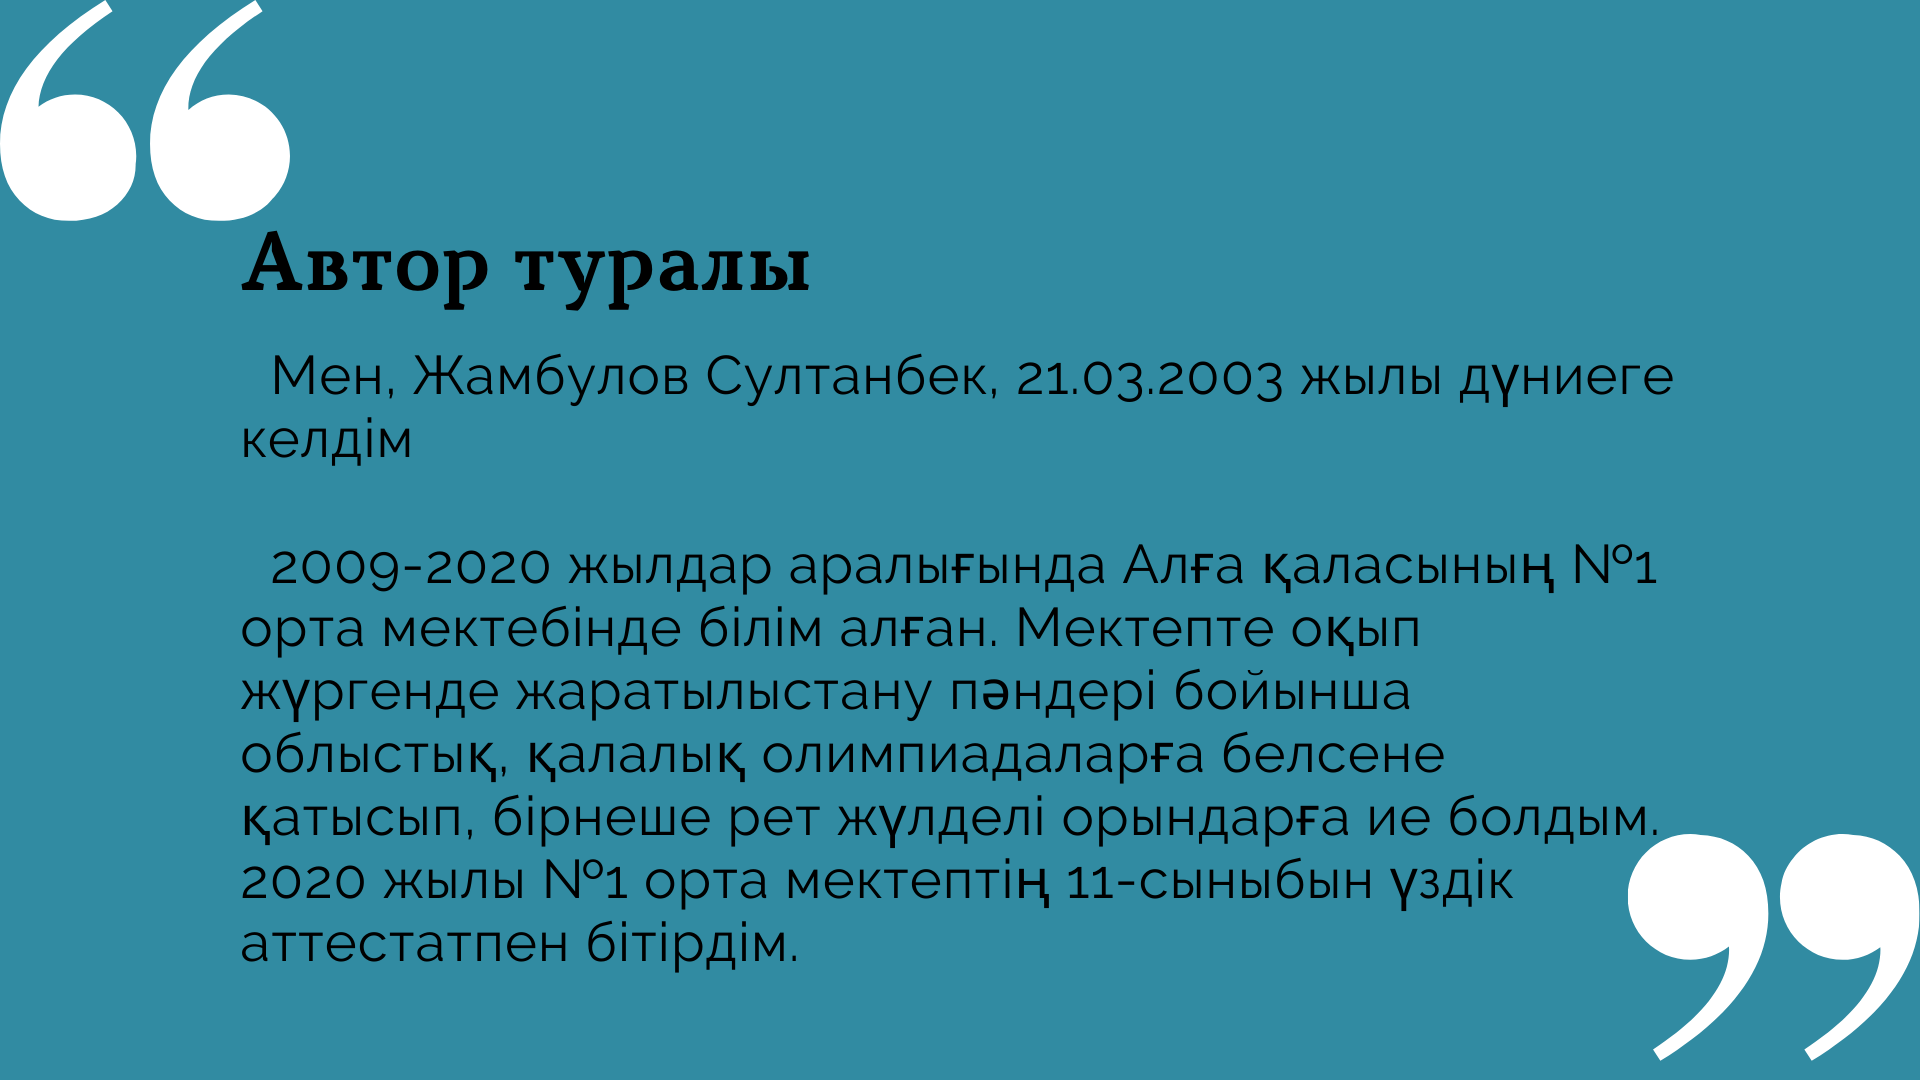 Автор туралы
Мен, Жамбулов Султанбек, 21.03.2003 жылы дүниеге
келдім
2009-2020 жылдар аралығында Алға қаласының №1
орта мектебінде білім алған. Мектепте оқып
жүргенде жаратылыстану пәндері бойынша
облыстық, қалалық олимпиадаларға белсене
қатысып, бірнеше рет жүлделі орындарға ие болдым.
2020 жылы №1 орта мектептің 11-сыныбын үздік
аттестатпен бітірдім.